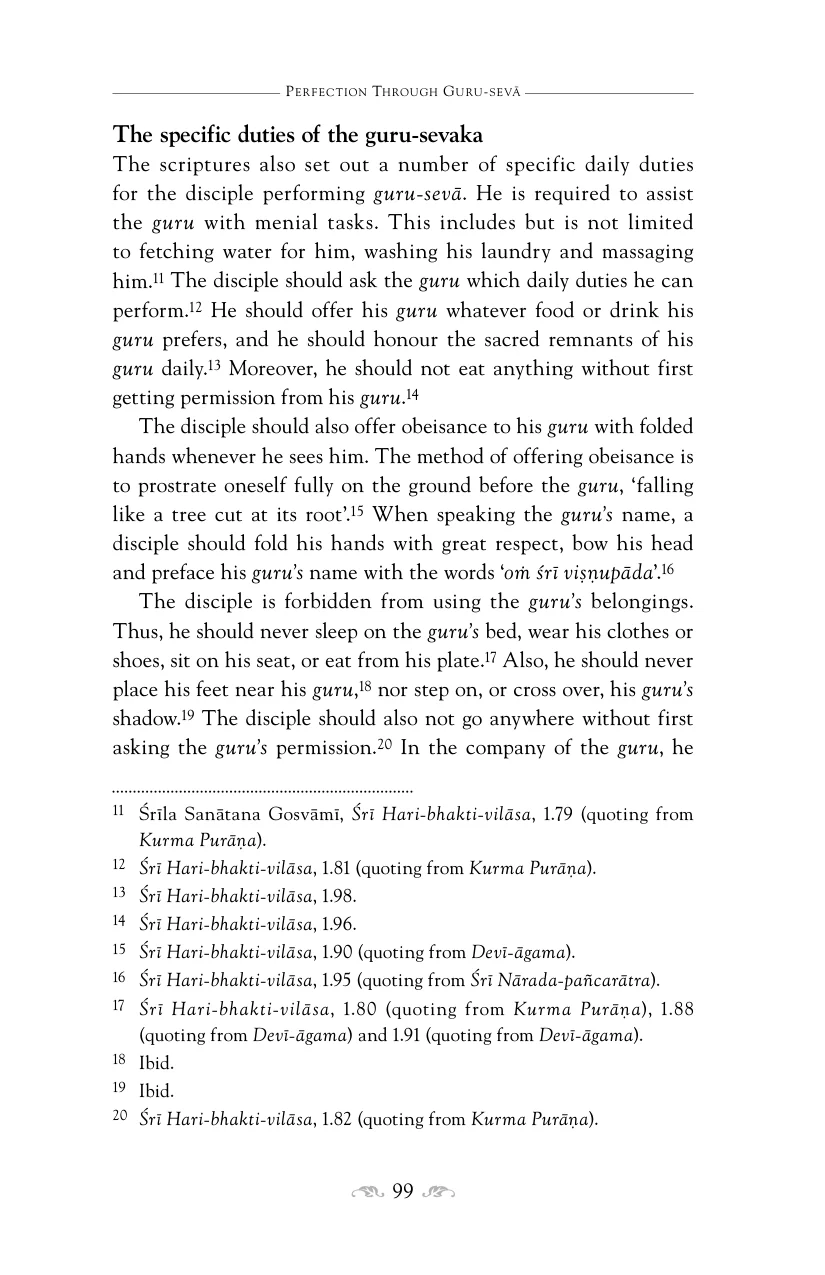 Perfection Through Guru-sevā
The specific duties of the guru-sevaka
The scriptures also set out a number of specific daily duties
for the disciple performing guru-sevā. He is required to assist
the guru with menial tasks. This includes but is not limited
to fetching water for him, washing his laundry and massaging
him.11 The disciple should ask the guru which daily duties he can
perform.12 He should offer his guru whatever food or drink his
guru prefers, and he should honour the sacred remnants of his
guru daily.13 Moreover, he should not eat anything without first
getting permission from his guru.14
The disciple should also offer obeisance to his guru with folded
hands whenever he sees him. The method of offering obeisance is
to prostrate oneself fully on the ground before the guru, ‘falling
like a tree cut at its root’.15 When speaking the guru’s name, a
disciple should fold his hands with great respect, bow his head
and preface his guru’s name with the words ‘oṁ śrī viṣṇupāda’.16
The disciple is forbidden from using the guru’s belongings.
Thus, he should never sleep on the guru’s bed, wear his clothes or
shoes, sit on his seat, or eat from his plate.17 Also, he should never
place his feet near his guru,18 nor step on, or cross over, his guru’s
shadow.19 The disciple should also not go anywhere without first
asking the guru’s permission.20 In the company of the guru, he
11 Śrīla Sanātana Gosvāmī, Śrī Hari-bhakti-vilāsa, 1.79 (quoting from
Kurma Purāṇa).
12 Śrī Hari-bhakti-vilāsa, 1.81 (quoting from Kurma Purāṇa).
13 Śrī Hari-bhakti-vilāsa, 1.98.
14 Śrī Hari-bhakti-vilāsa, 1.96.
15 Śrī Hari-bhakti-vilāsa, 1.90 (quoting from Devī-āgama).
16 Śrī Hari-bhakti-vilāsa, 1.95 (quoting from Śrī Nārada-pañcarātra).
17 Śrī Hari-bhakti-vilāsa, 1.80 (quoting from Kurma Purāṇa), 1.88
(quoting from Devī-āgama) and 1.91 (quoting from Devī-āgama).
18 Ibid.
19 Ibid.
20 Śrī Hari-bhakti-vilāsa, 1.82 (quoting from Kurma Purāṇa).
99